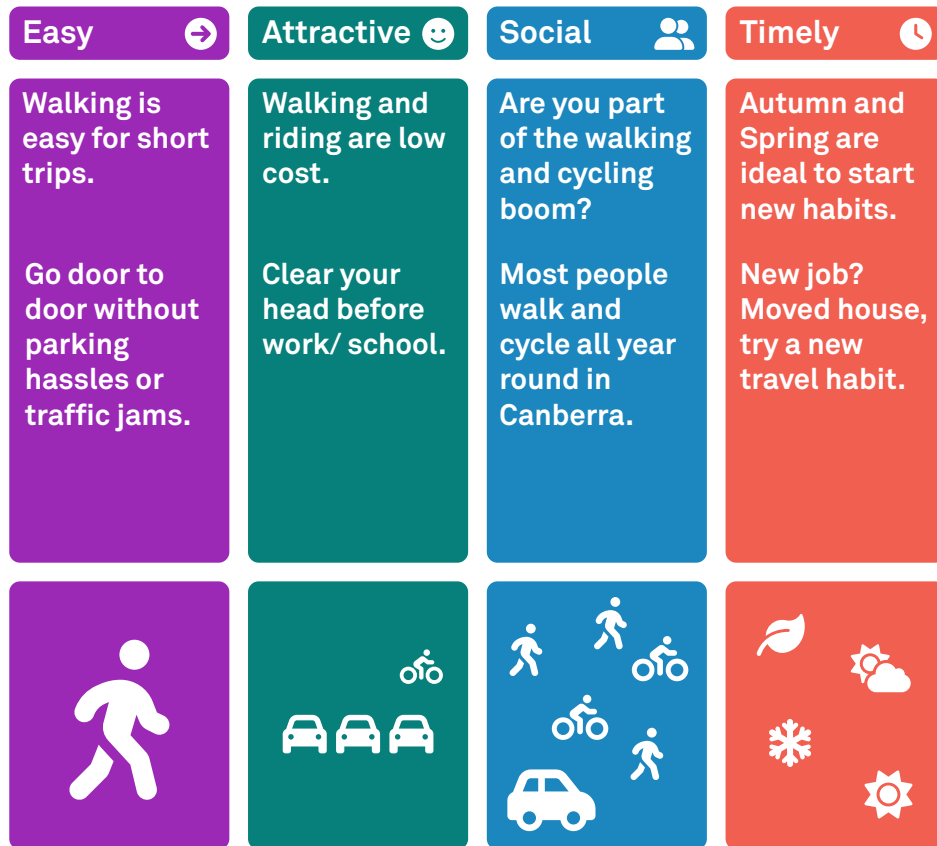 Easy
Attractive
Social
Timely
Walking is
easy for short
trips.
Go door to
door without
parking
hassles or
traffic jams.
Walking and
riding are low
cost.
Clear your
head before
work/ school.
Are you part
of the walking
and cycling
boom?
Most people
walk and
cycle all year
round in
Canberra.
Autumn and
Spring are
ideal to start
new habits.
New job?
Moved house,
try a new
travel habit.